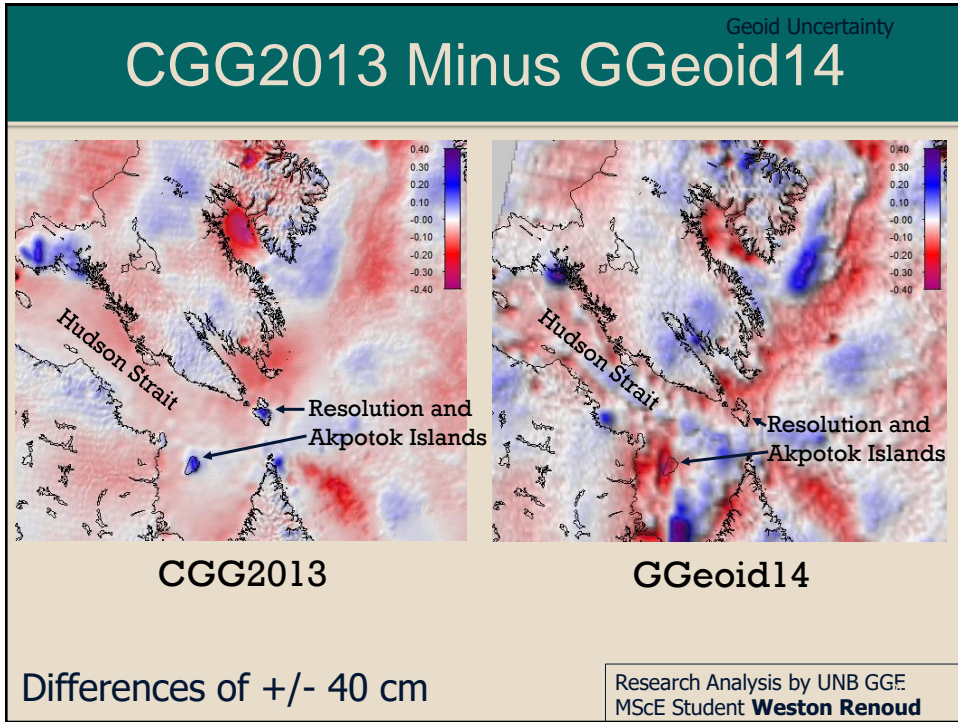 Geoid Uncertainty
CGG2013 Minus GGeoid14
0.40
0.30
0.20
0.10
-0.00
-0.10
-0.20
-0.30
-0.40
Hudson Strait
Resolution and
Akpotok Islands
CGG2013
0.40
0.30
0.20
0.10
-0.00
-0.10
-0.20
-0.30
-0.40
Hudson Strait
Resolution and
Akpotok Islands
GGeoid14
Differences of +/- 40 cm
Research Analysis by UNB GGE
MScE Student Weston Renoud